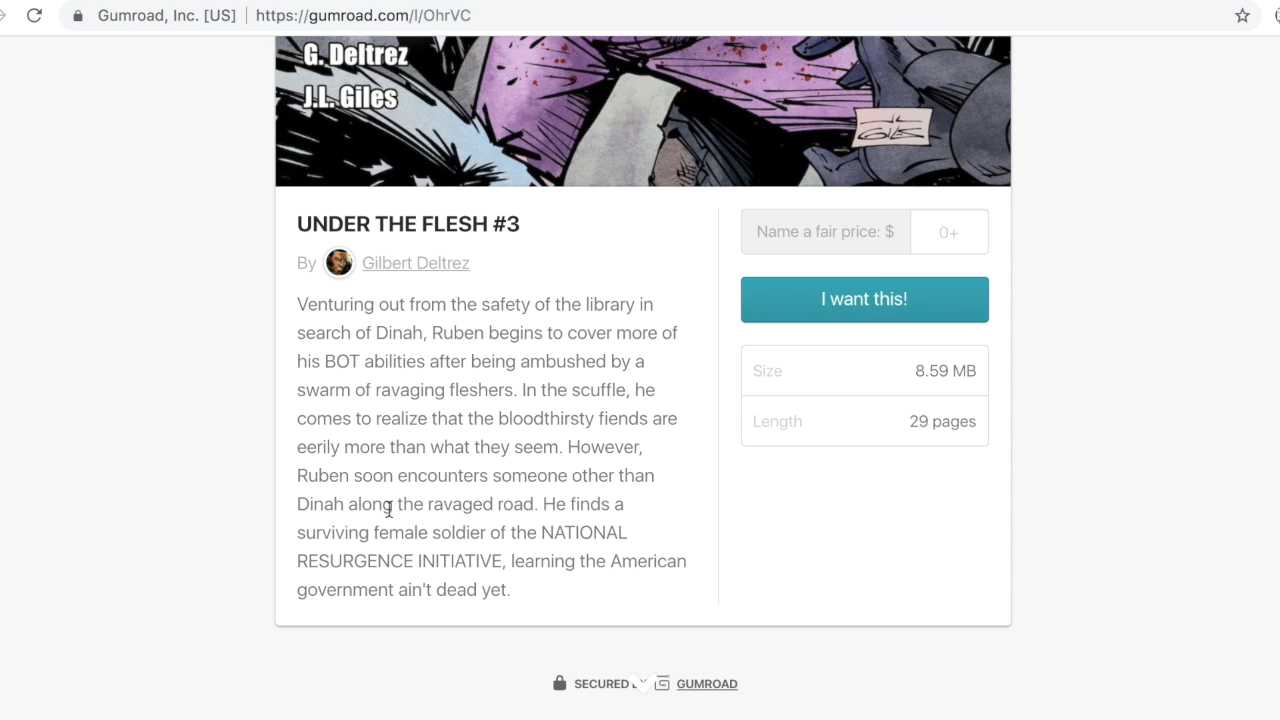 Gumroad, Inc. [US]
https://gumroad.com/l/OhrVC
G. Deltrez
J.L. Giles
UNDER THE FLESH #3
By Gilbert Deltrez
Venturing out from the safety of the library in
search of Dinah, Ruben begins to cover more of
his BOT abilities after being ambushed by a
swarm of ravaging fleshers. In the scuffle, he
comes to realize that the bloodthirsty fiends are
eerily more than what they seem. However,
Ruben soon encounters someone other than
Dinah along the ravaged road. He finds a
surviving female soldier of the NATIONAL
RESURGENCE INITIATIVE, learning the American
government ain't dead yet.
Name a fair price: $ 0+
I want this!
Size 8.59 MB
Length 29 pages
SECURED GUMROAD